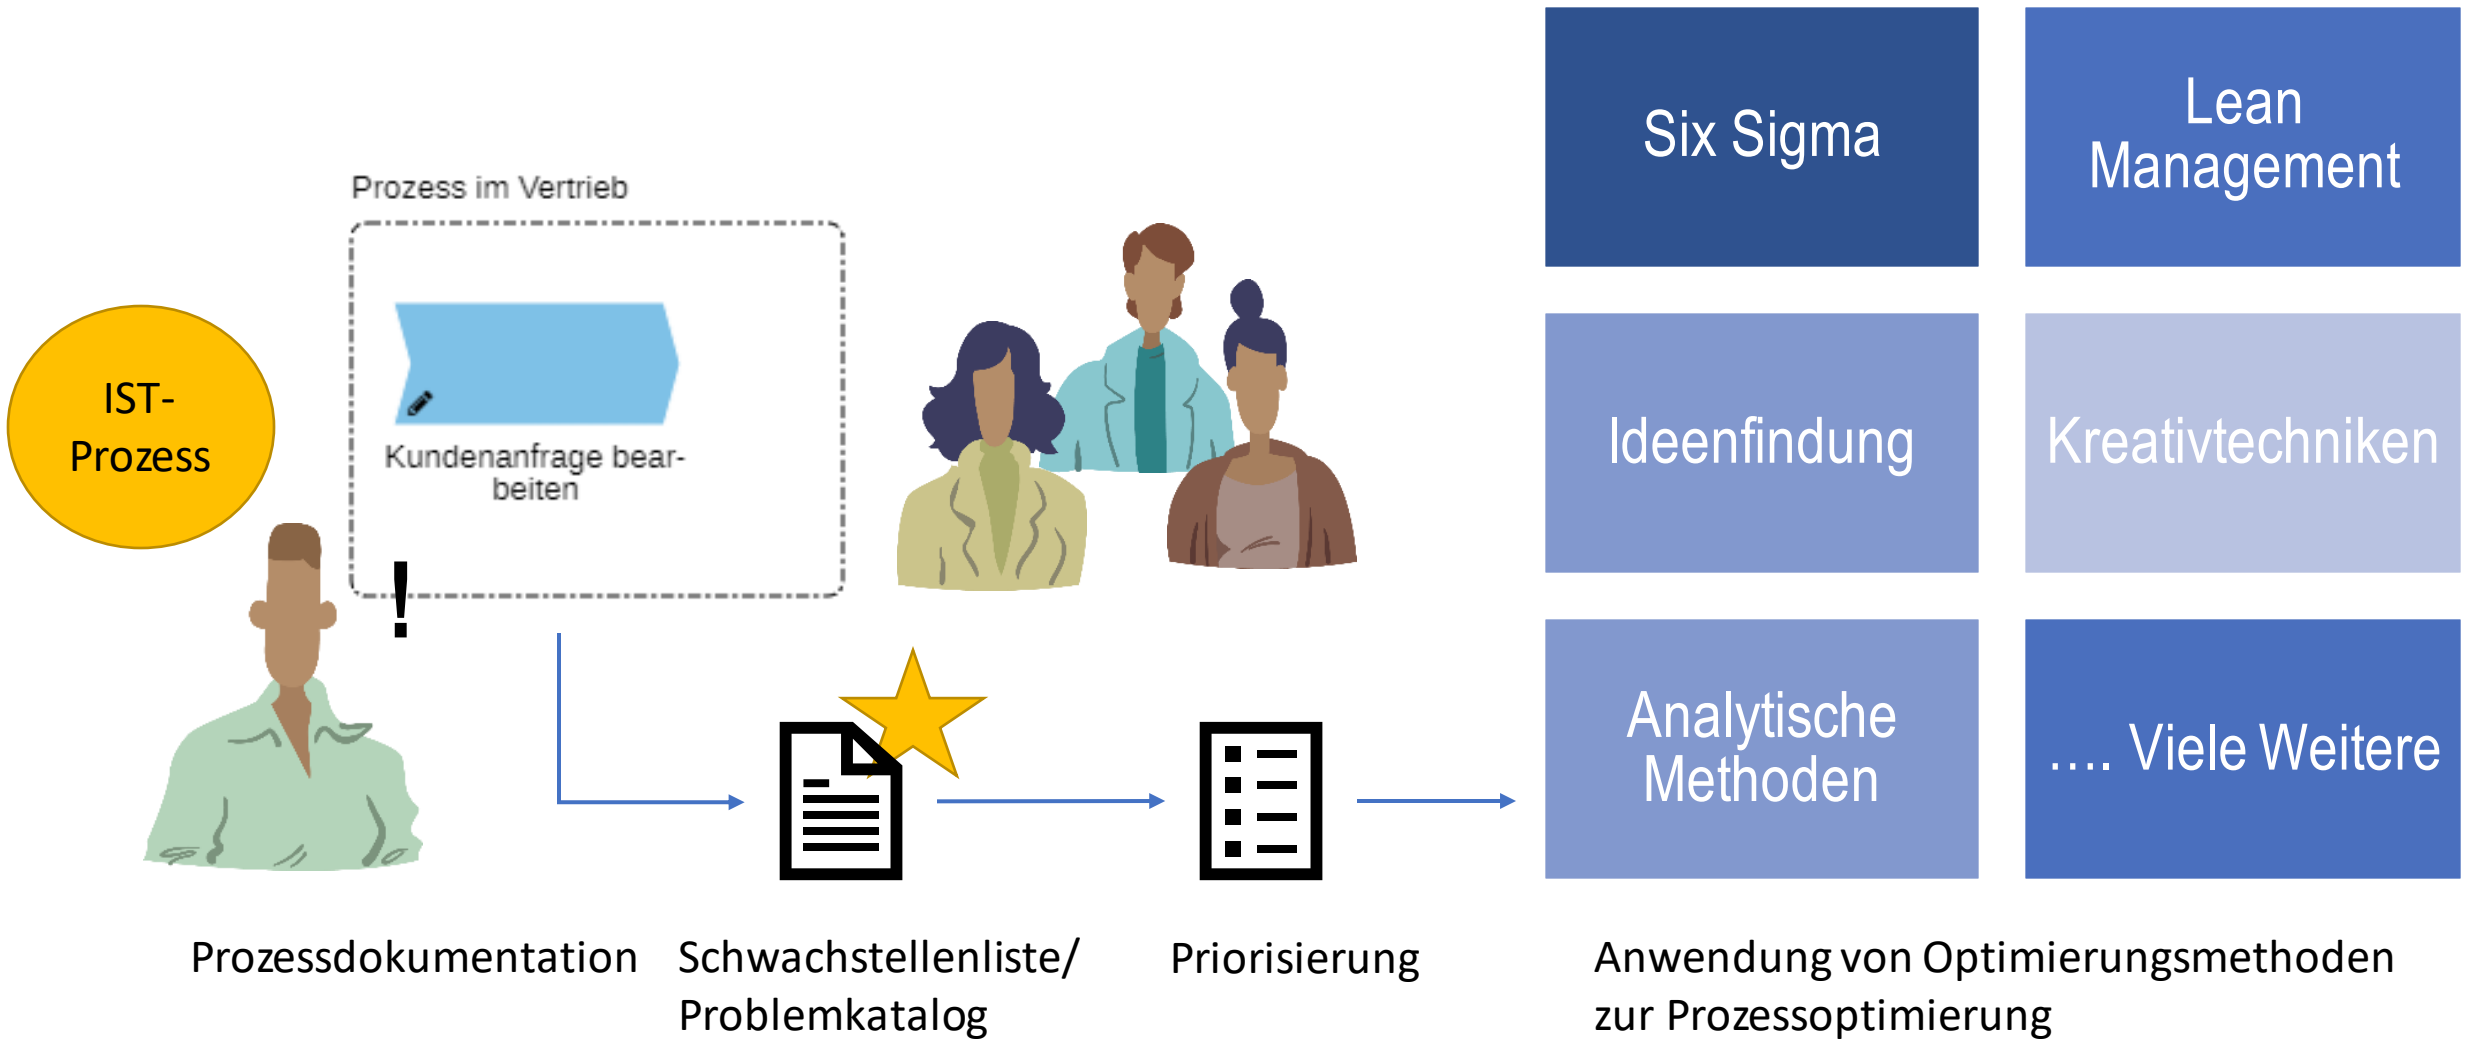 Prozess im Vertrieb
IST-
Prozess
Kundenanfrage bear-
beiten
!
Six Sigma
Lean
Management
Ideenfindung
Kreativtechniken
Analytische
Methoden
.... Viele Weitere
Prozessdokumentation
Schwachstellenliste/
Problemkatalog
Priorisierung
Anwendung von Optimierungsmethoden
zur Prozessoptimierung